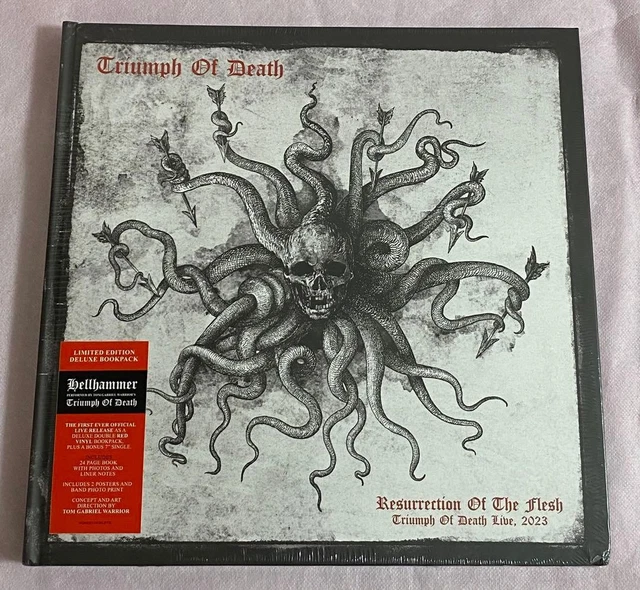 Triumph Of Death
LIMITED EDITION
DELUXE BOOKPACK
Hellhammer
PERFORMED BY TOM GABRIEL WARRIOR'S
Triumph Of Death
THE FIRST EVER OFFICIAL
LIVE RELEASE AS A
DELUXE DOUBLE RED
VINYL BOOKPACK,
PLUS A BONUS 7" SINGLE.
24 PAGE BOOK
WITH PHOTOS AND
LINER NOTES
INCLUDES 2 POSTERS AND
BAND PHOTO PRINT
CONCEPT AND ART
DIRECTION BY
TOM GABRIEL WARRIOR
Resurrection Of The Flesh
Triumph Of Death Live, 2023